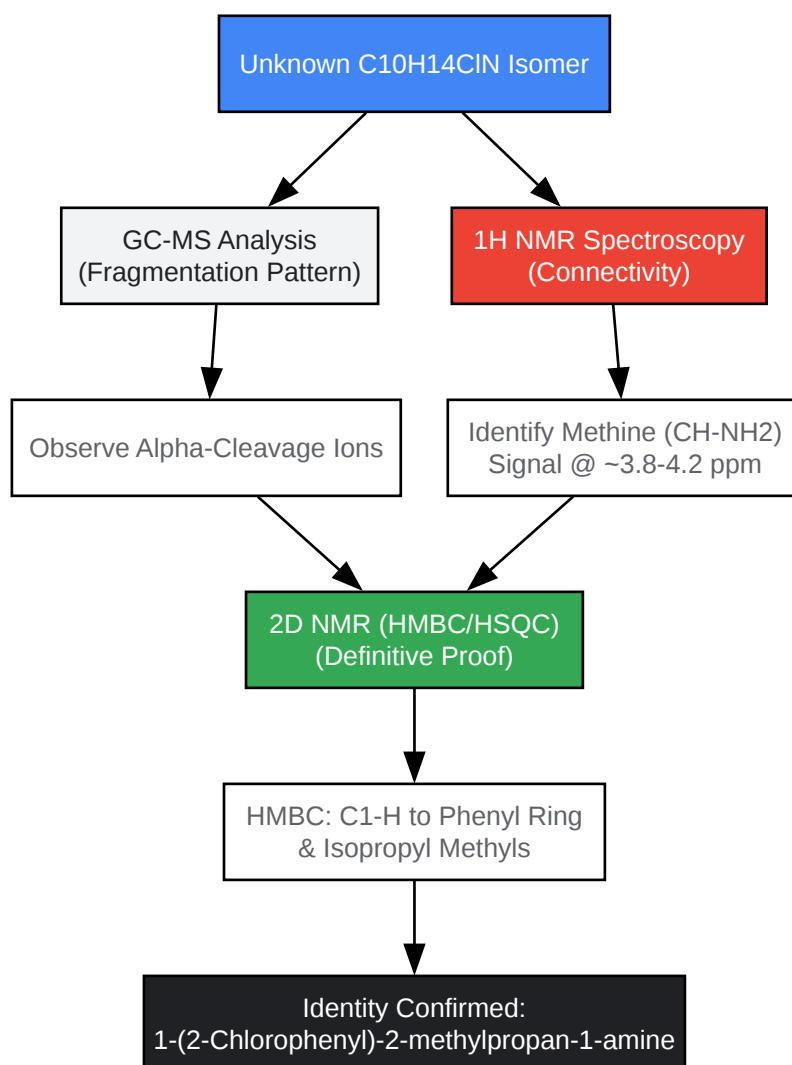 Unknown C10H14ClN Isomer
GC-MS Analysis
(Fragmentation Pattern)
1H NMR Spectroscopy
(Connectivity)
Observe Alpha-Cleavage Ions
Identify Methine (CH-NH2)
Signal @ ~3.8-4.2 ppm
2D NMR (HMBC/HSQC)
(Definitive Proof)
HMBC: C1-H to Phenyl Ring
& Isopropyl Methyls
Identity Confirmed:
1-(2-Chlorophenyl)-2-methylpropan-1-amine